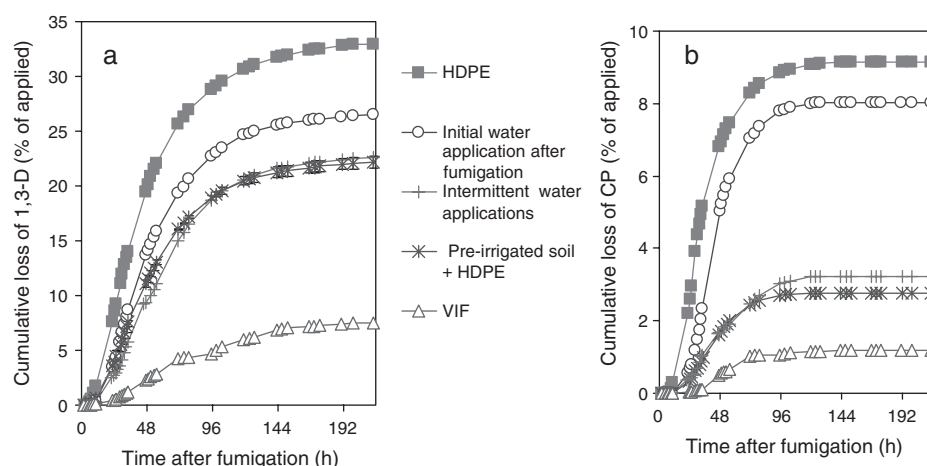 35
30
25
20
15
10
5
0
Cumulative loss of 1,3-D (% of applied)
a
0
48
96
144
192
Time after fumigation (h)
HDPE
Initial water
application after
fumigation
Intermittent water
applications
Pre-irrigated soil
+ HDPE
VIF
10
8
6
4
2
0
Cumulative loss of CP (% of applied)
b
0
48
96
144
192
Time after fumigation (h)